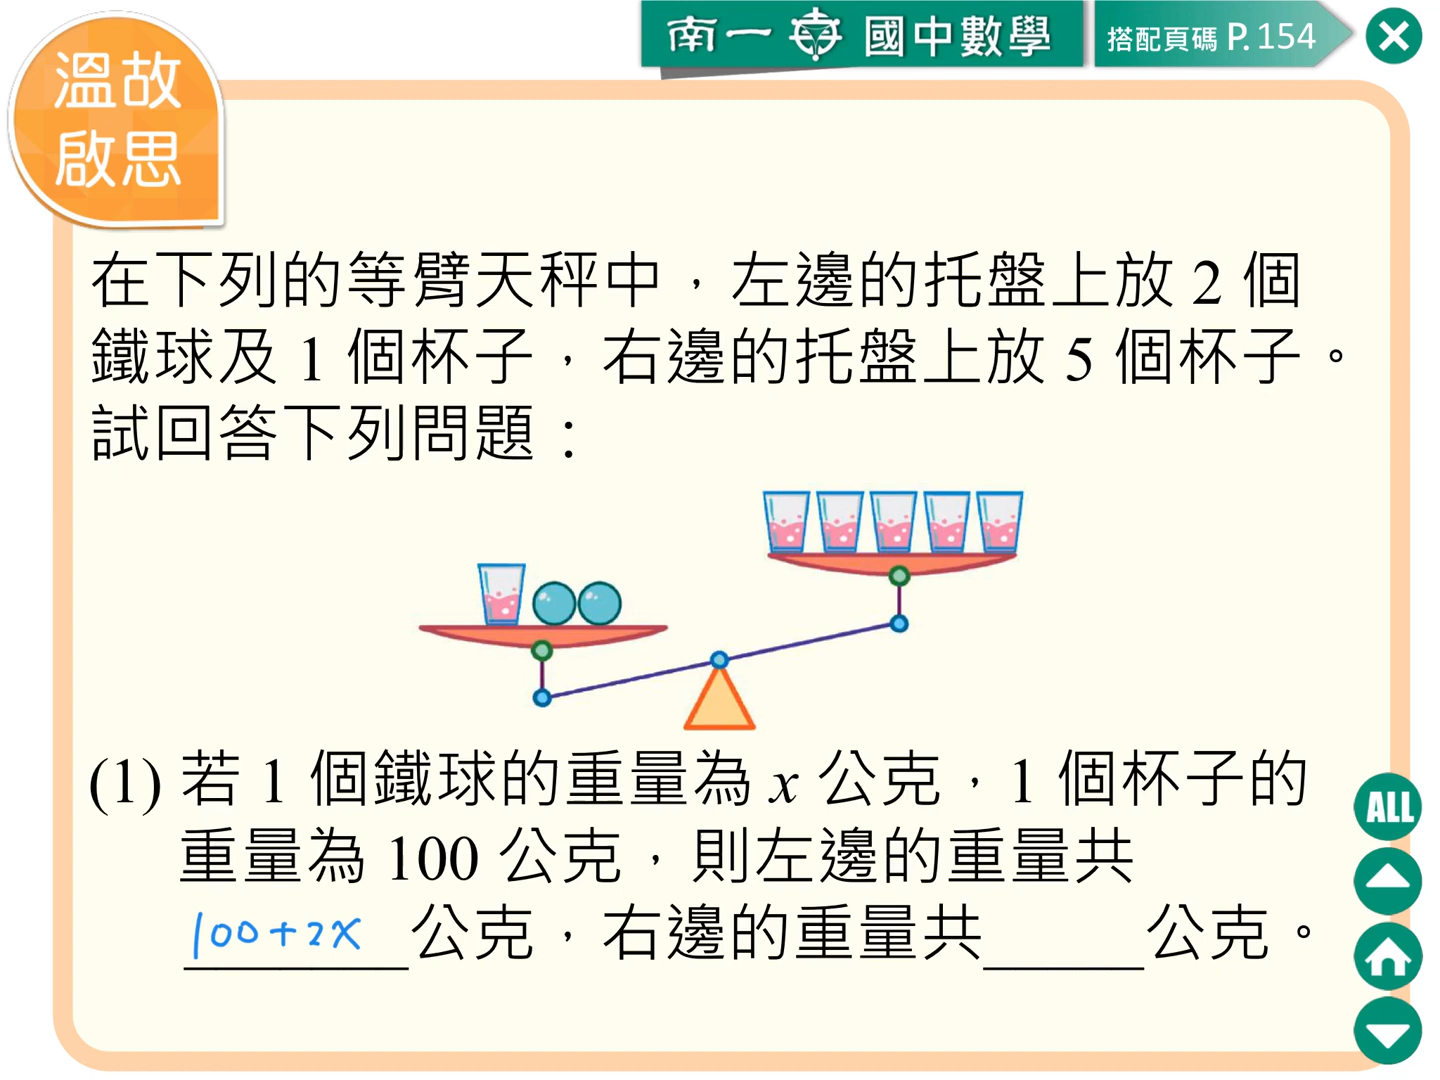 南一 國中數學
搭配頁碼 P. 154
溫故
啟思
在下列的等臂天秤中，左邊的托盤上放 2 個
鐵球及 1 個杯子，右邊的托盤上放 5 個杯子。
試回答下列問題：
(1) 若 1 個鐵球的重量為 x 公克，1 個杯子的
重量為 100 公克，則左邊的重量共
100+2x 公克，右邊的重量共_____公克。
ALL